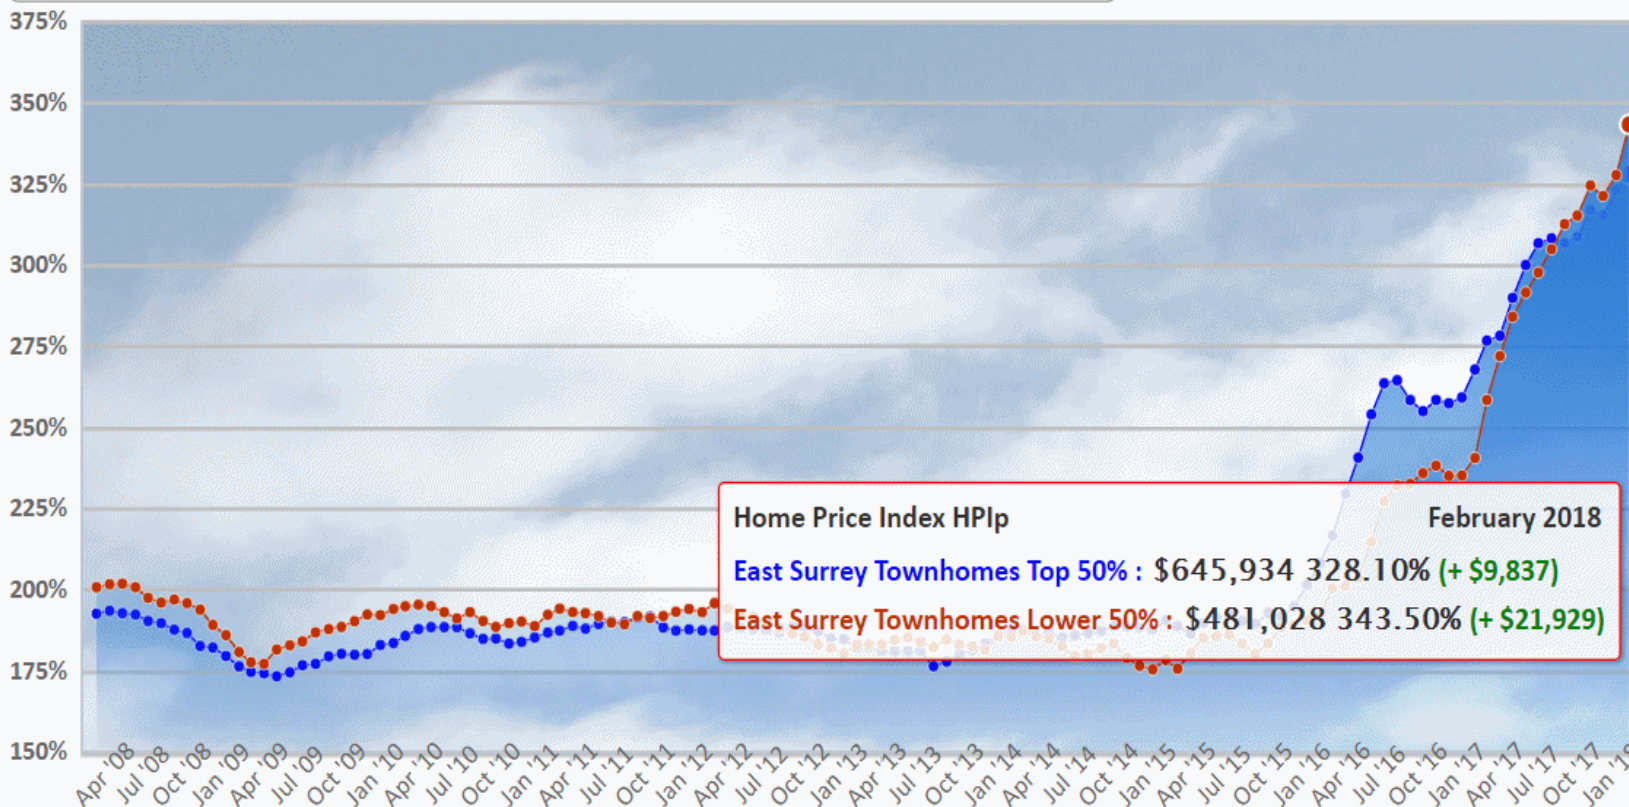 375%
350%
325%
300%
275%
250%
225%
200%
175%
150%
Home Price Index HPIp February 2018
East Surrey Townhomes Top 50% : $645,934 328.10% (+ $9,837)
East Surrey Townhomes Lower 50% : $481,028 343.50% (+ $21,929)
Apr '08 Jul '08 Oct '08 Jan '09 Apr '09 Jul '09 Oct '09 Jan '10 Apr '10 Jul '10 Oct '10 Jan '11 Apr '11 Jul '11 Oct '11 Jan '12 Apr '12 Jul '12 Oct '12 Jan '13 Apr '13 Jul '13 Oct '13 Jan '14 Apr '14 Jul '14 Oct '14 Jan '15 Apr '15 Jul '15 Oct '15 Jan '16 Apr '16 Jul '16 Oct '16 Jan '17 Apr '17 Jul '17 Oct '17 Jan '18